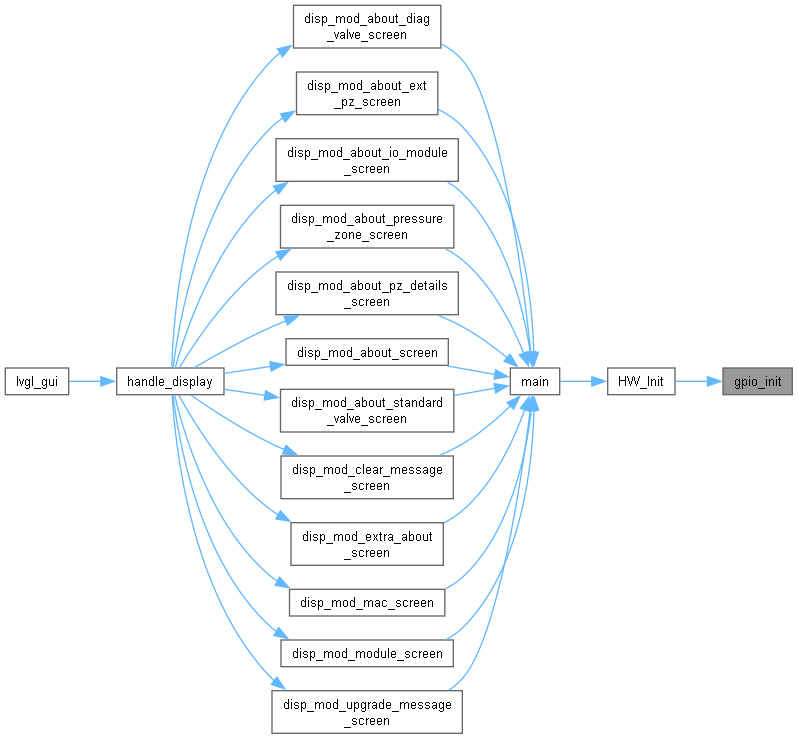 lvgl_gui
handle_display
disp_mod_about_diag
_valve_screen
disp_mod_about_ext
_pz_screen
disp_mod_about_io_module
_screen
disp_mod_about_pressure
_zone_screen
disp_mod_about_pz_details
_screen
disp_mod_about_screen
disp_mod_about_standard
_valve_screen
disp_mod_clear_message
_screen
disp_mod_extra_about
_screen
disp_mod_mac_screen
disp_mod_module_screen
disp_mod_upgrade_message
_screen
main
HW_Init
gpio_init